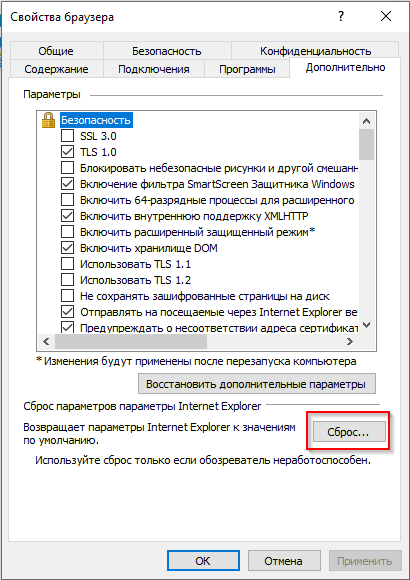 Свойства браузера
Общие Безопасность Конфиденциальность
Содержание Подключения Программы Дополнительно
Параметры
Безопасность
SSL 3.0
TLS 1.0
Блокировать небезопасные рисунки и другой смешанн
Включение фильтра SmartScreen Защитника Windows
Включить 64-разрядные процессы для расширенного
Включить внутреннюю поддержку XMLHTTP
Включить расширенный защищенный режим*
Включить хранилище DOM
Использовать TLS 1.1
Использовать TLS 1.2
Не сохранять зашифрованные страницы на диск
Отправлять на посещаемые через Internet Explorer ве
Предупреждать о несоответствии адреса сертификат
*Изменения будут применены после перезапуска компьютера
Восстановить дополнительные параметры
Сброс параметров параметры Internet Explorer
Возвращает параметры Internet Explorer к значениям
по умолчанию.
Сброс...
Используйте сброс только если обозреватель неработоспособен.
ОК Отмена Применить